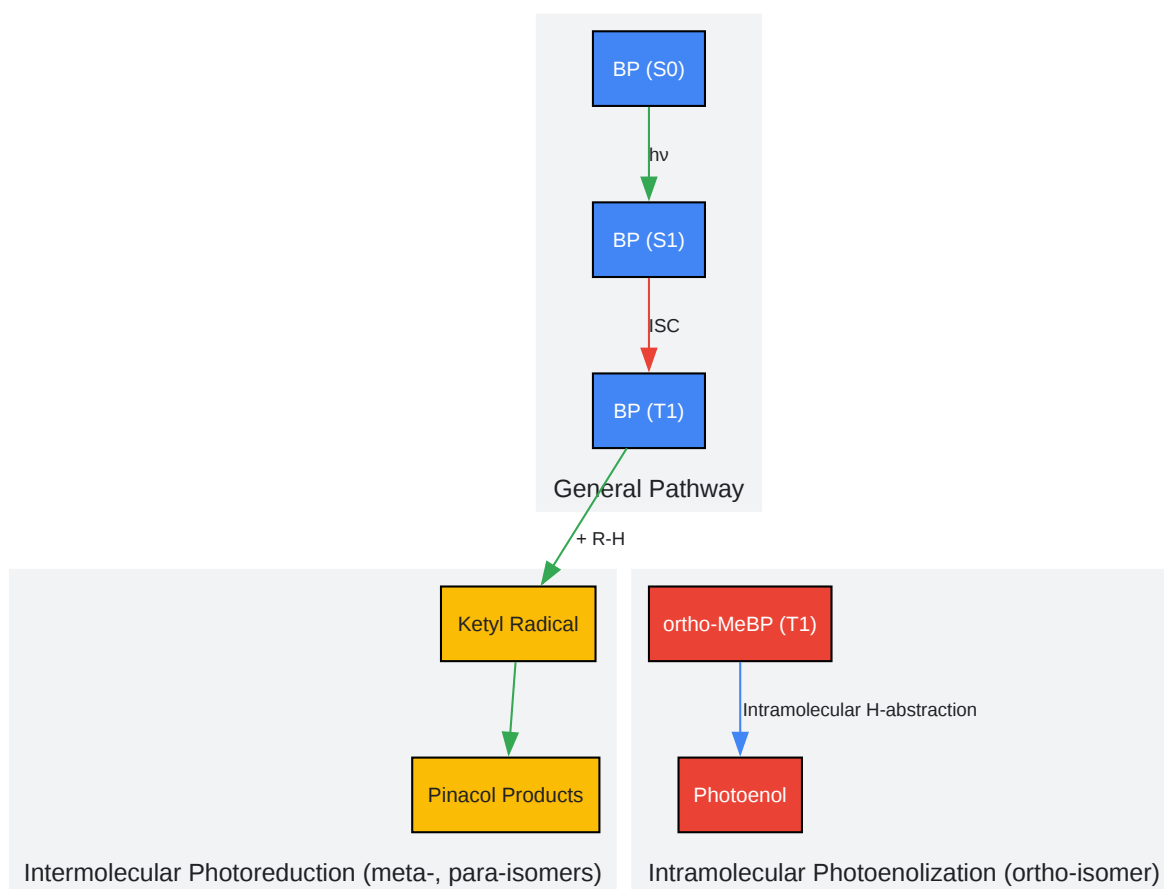 BP (S0)
hν
BP (S1)
ISC
BP (T1)
General Pathway
+ R-H
Ketyl Radical
Pinacol Products
Intermolecular Photoreduction (meta-, para-isomers)
ortho-MeBP (T1)
Intramolecular H-abstraction
Photoenol
Intramolecular Photoenolization (ortho-isomer)